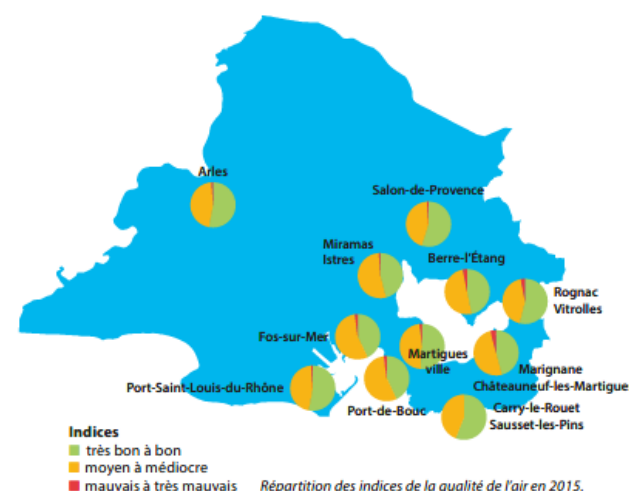 Arles
Salon-de-Provence
Miramas
Istres
Berre-l'Étang
Rognac
Vitrolles
Fos-sur-Mer
Martigues
ville
Marignane
Châteauneuf-les-Martigue
Port-Saint-Louis-du-Rhône
Port-de-Bouc
Carry-le-Rouet
Sausset-les-Pins
Indices
très bon à bon
moyen à médiocre
mauvais à très mauvais
Répartition des indices de la qualité de l'air en 2015.